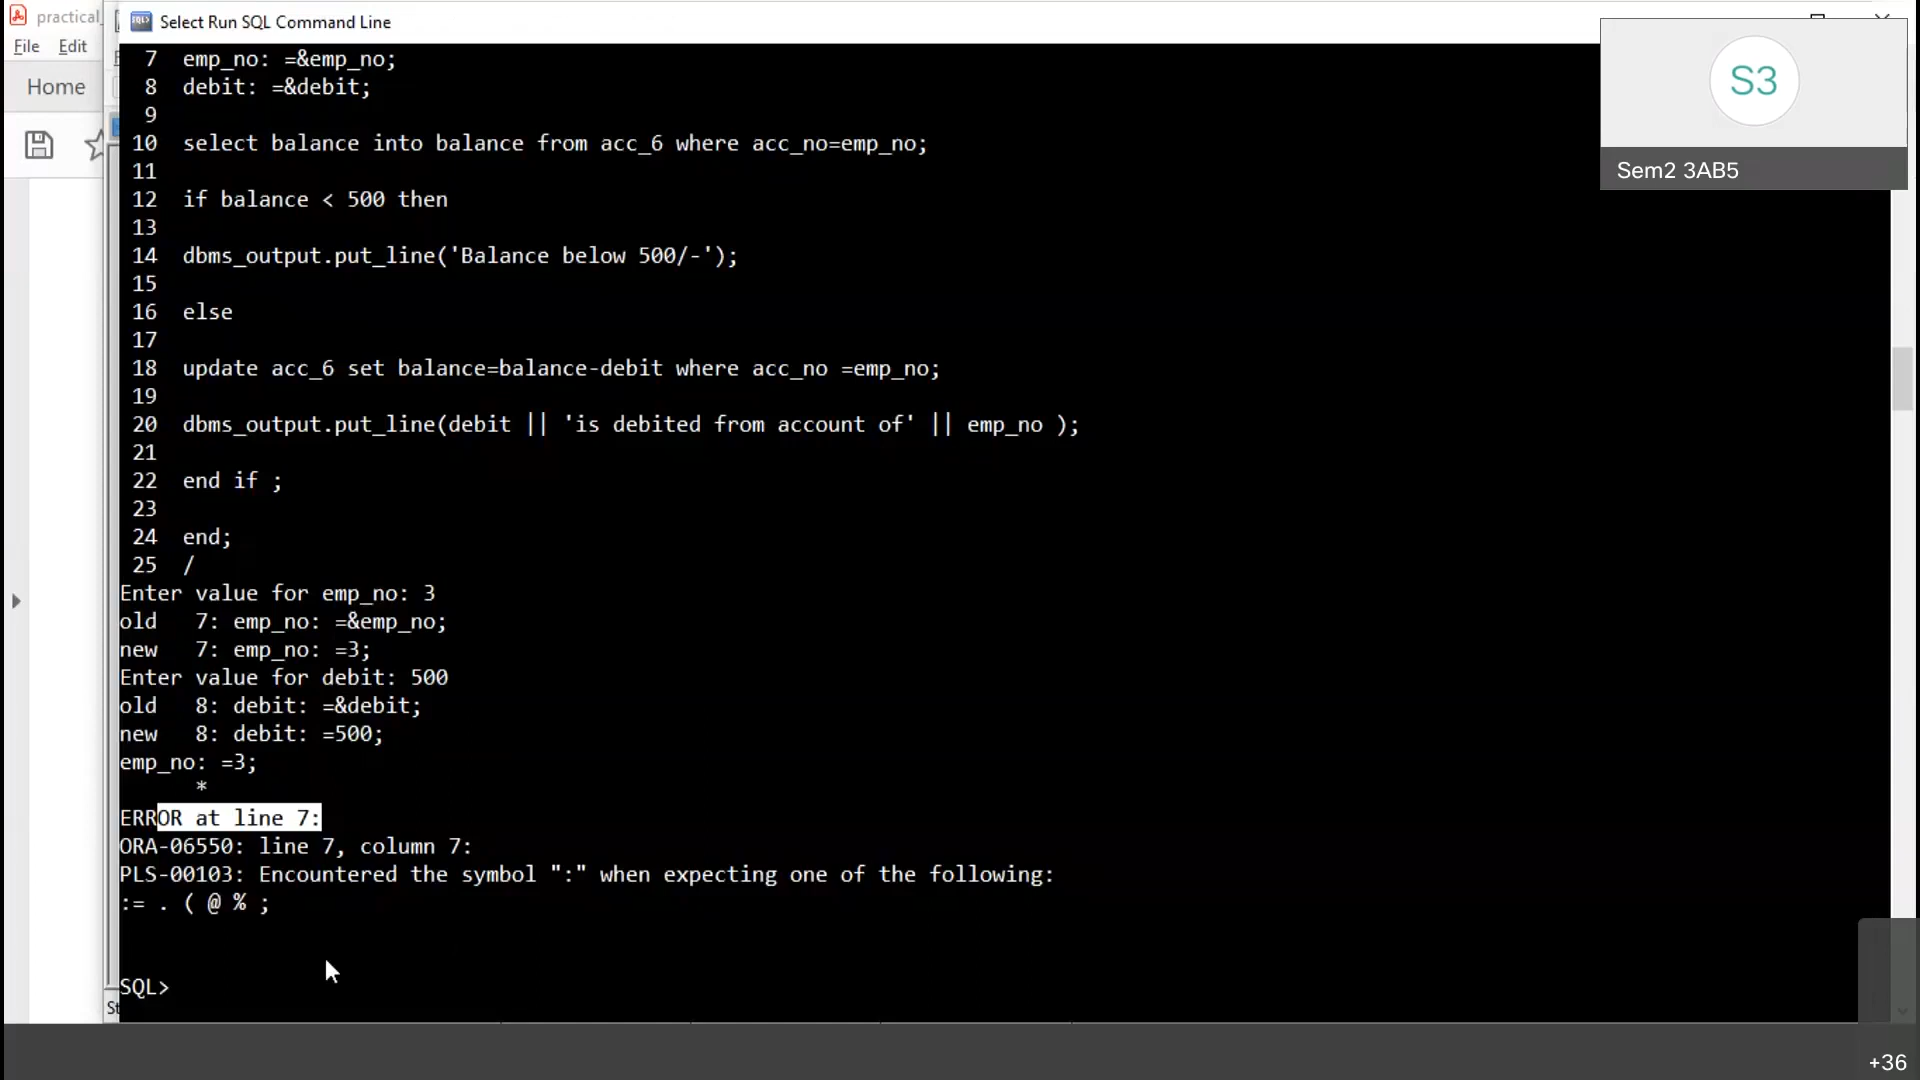 practical_
Select Run SQL Command Line
File Edit
Home
7 emp_no: =&emp_no;
8 debit: =&debit;
9
10 select balance into balance from acc_6 where acc_no=emp_no;
11
12 if balance < 500 then
13
14 dbms_output.put_line('Balance below 500/-');
15
16 else
17
18 update acc_6 set balance=balance-debit where acc_no =emp_no;
19
20 dbms_output.put_line(debit || 'is debited from account of' || emp_no );
21
22 end if ;
23
24 end;
25 /
Enter value for emp_no: 3
old 7: emp_no: =&emp_no;
new 7: emp_no: =3;
Enter value for debit: 500
old 8: debit: =&debit;
new 8: debit: =500;
emp_no: =3;
*
ERROR at line 7:
ORA-06550: line 7, column 7:
PLS-00103: Encountered the symbol ":" when expecting one of the following:
:= . ( @ % ;
SQL>
S3
Sem2 3AB5
+36